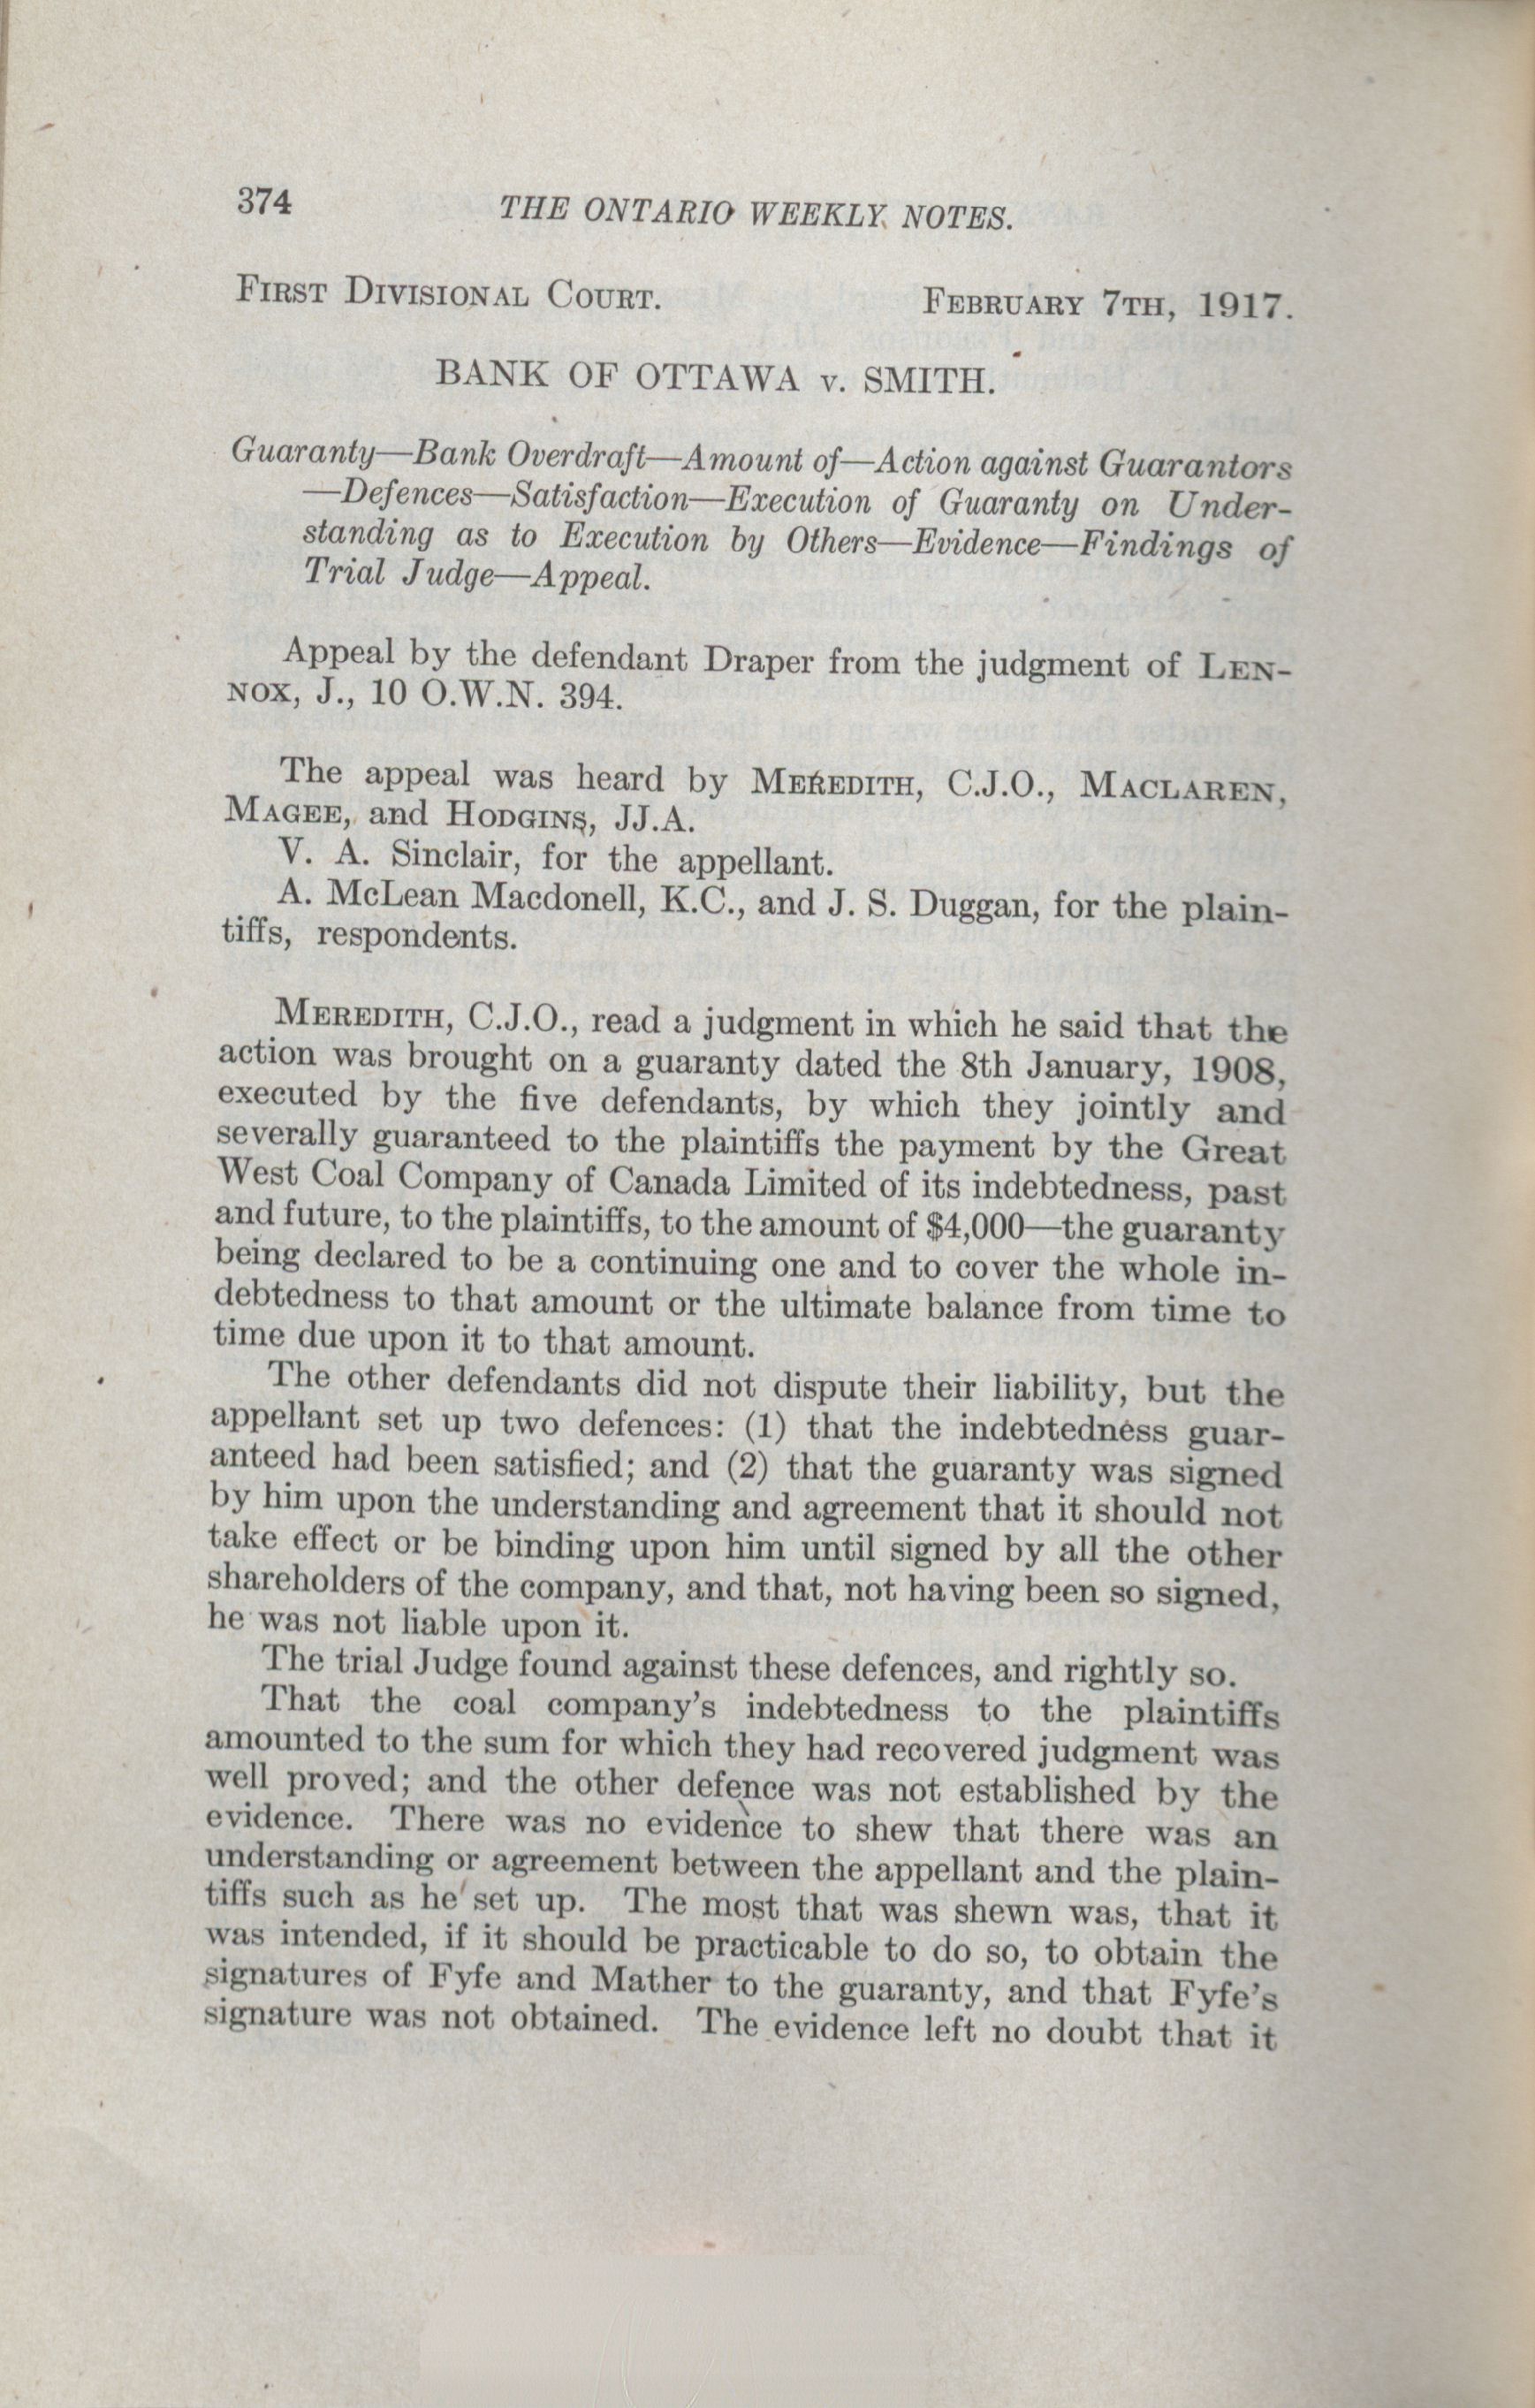 374 THE ONTARIO WEEKLY NOTES.
FIRST DIVISIONAL COURT. FEBRUARY 7TH, 1917.
BANK OF OTTAWA v. SMITH.
Guaranty—Bank Overdraft—Amount of—Action against Guarantors
—Defences—Satisfaction—Execution of Guaranty on Under-
standing as to Execution by Others—Evidence—Findings of
Trial Judge—Appeal.
Appeal by the defendant Draper from the judgment of LEN-
NOX, J., 10 O.W.N. 394.
The appeal was heard by MEREDITH, C.J.O., MACLAREN,
MAGEE, and HODGINS, JJ.A.
V. A. Sinclair, for the appellant.
A. McLean Macdonell, K.C., and J. S. Duggan, for the plain-
tiffs, respondents.
MEREDITH, C.J.O., read a judgment in which he said that the
action was brought on a guaranty dated the 8th January, 1908,
executed by the five defendants, by which they jointly and
severally guaranteed to the plaintiffs the payment by the Great
West Coal Company of Canada Limited of its indebtedness, past
and future, to the plaintiffs, to the amount of $4,000—the guaranty
being declared to be a continuing one and to cover the whole in-
debtedness to that amount or the ultimate balance from time to
time due upon it to that amount.
The other defendants did not dispute their liability, but the
appellant set up two defences: (1) that the indebtedness guar-
anteed had been satisfied; and (2) that the guaranty was signed
by him upon the understanding and agreement that it should not
take effect or be binding upon him until signed by all the other
shareholders of the company, and that, not having been so signed,
he was not liable upon it.
The trial Judge found against these defences, and rightly so.
That the coal company's indebtedness to the plaintiffs
amounted to the sum for which they had recovered judgment was
well proved; and the other defence was not established by the
evidence. There was no evidence to shew that there was an
understanding or agreement between the appellant and the plain-
tiffs such as he set up. The most that was shewn was, that it
was intended, if it should be practicable to do so, to obtain the
signatures of Fyfe and Mather to the guaranty, and that Fyfe's
signature was not obtained. The evidence left no doubt that it